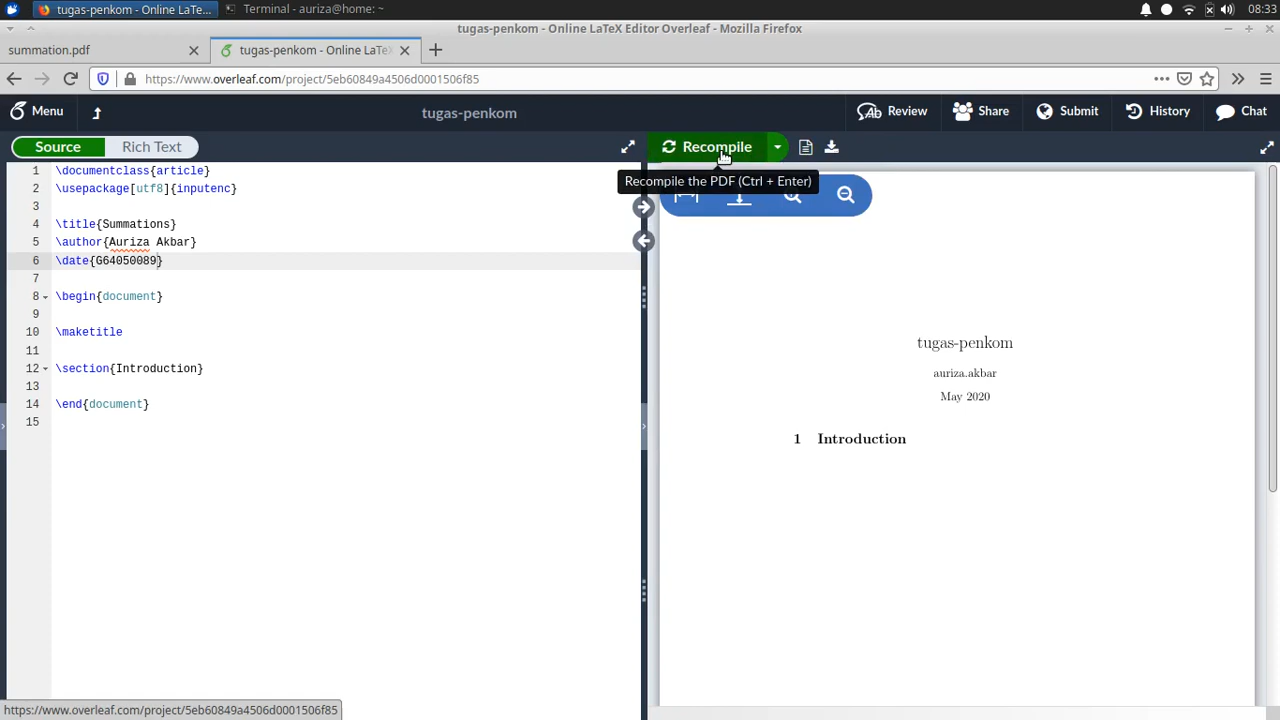 tugas-penkom - Online L...
Terminal - auriza@home: ~
08:33
tugas-penkom - Online LaTeX Editor Overleaf - Mozilla Firefox
summation.pdf
tugas-penkom - Online LaTe
https://www.overleaf.com/project/5eb60849a4506d0001506f85
Menu
tugas-penkom
Review
Share
Submit
History
Chat
Source
Rich Text
Recompile
Recompile the PDF (Ctrl + Enter)
1 \documentclass{article}
2 \usepackage[utf8]{inputenc}
3
4 \title{Summations}
5 \author{Auriza Akbar}
6 \date{G64050089}
7
8 \begin{document}
9
10 \maketitle
11
12 \section{Introduction}
13
14 \end{document}
15
tugas-penkom
auriza.akbar
May 2020
1 Introduction
https://www.overleaf.com/project/5eb60849a4506d0001506f85